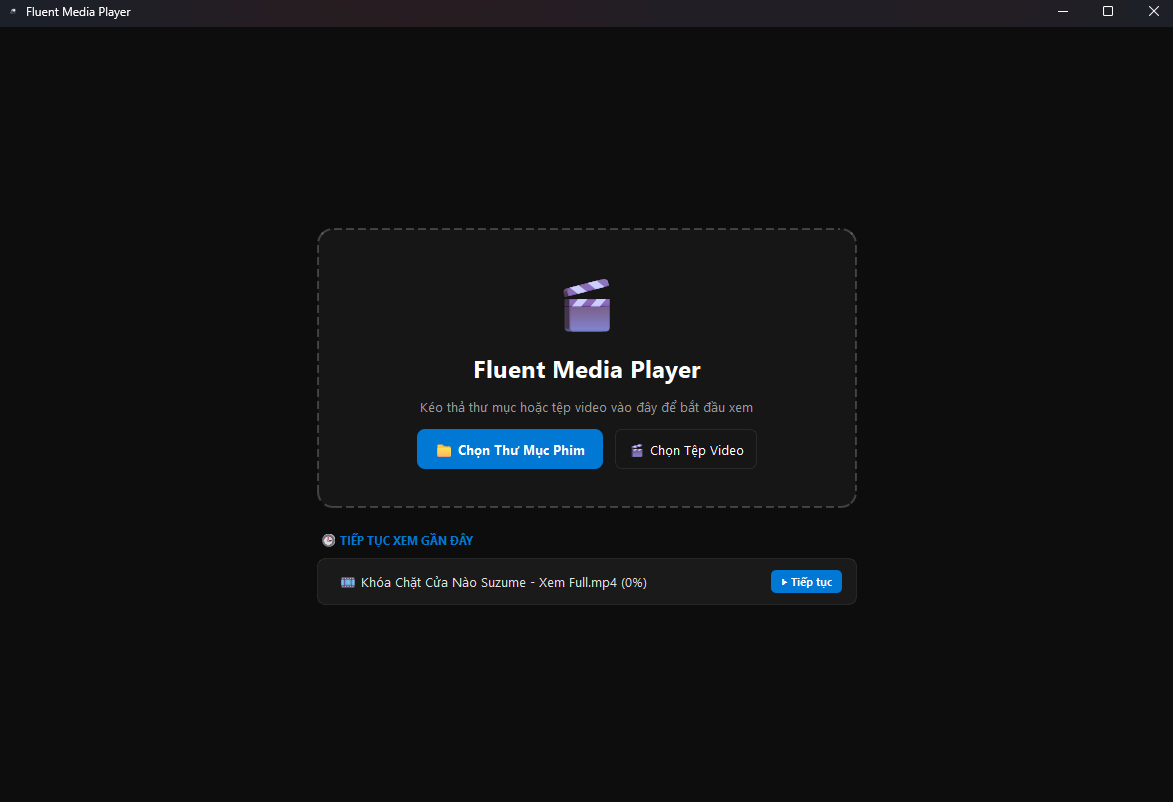 Fluent Media Player
Fluent Media Player
Kéo thả thư mục hoặc tệp video vào đây để bắt đầu xem
Chọn Thư Mục Phim
Chọn Tệp Video
TIẾP TỤC XEM GẦN ĐÂY
Khóa Chặt Cửa Nào Suzume - Xem Full.mp4 (0%)
Tiếp tục